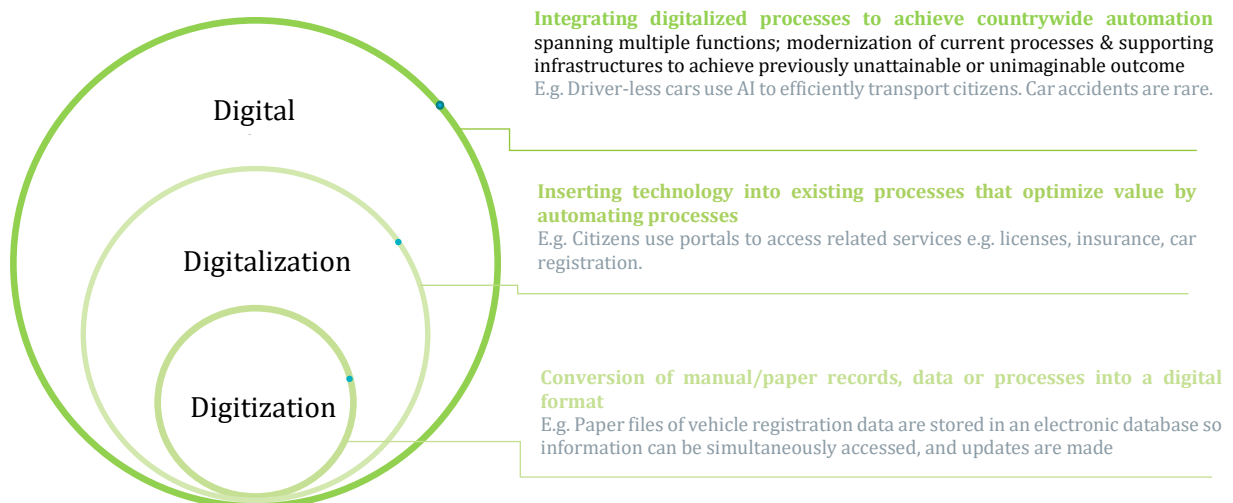 Integrating digitalized processes to achieve countrywide automation
spanning multiple functions; modernization of current processes & supporting
infrastructures to achieve previously unattainable or unimaginable outcome
E.g. Driver-less cars use AI to efficiently transport citizens. Car accidents are rare.
Digital
Inserting technology into existing processes that optimize value by
automating processes
E.g. Citizens use portals to access related services e.g. licenses, insurance, car
registration.
Digitalization
Conversion of manual/paper records, data or processes into a digital
format
E.g. Paper files of vehicle registration data are stored in an electronic database so
information can be simultaneously accessed, and updates are made
Digitization